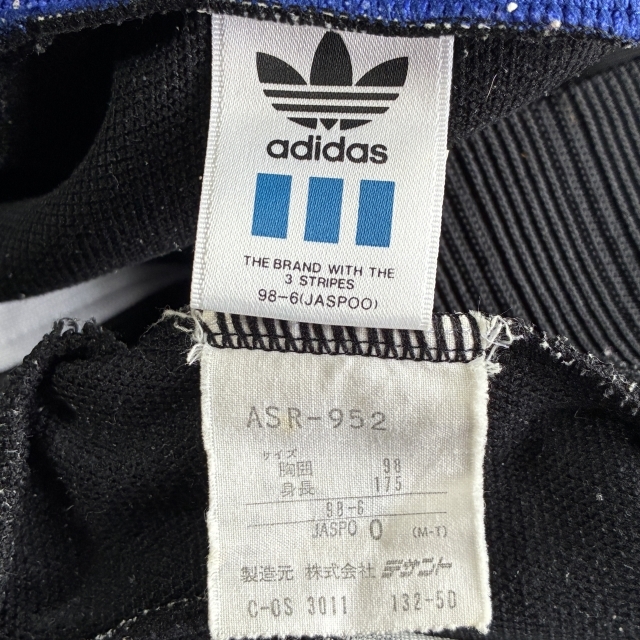 adidas
THE BRAND WITH THE
3 STRIPES
98-6(JASPOO)
ASR-952
サイズ
胸囲 98
身長 175
98-6
JASPO O (M-T)
製造元 株式会社 デサント
C-OS 3011 132-50